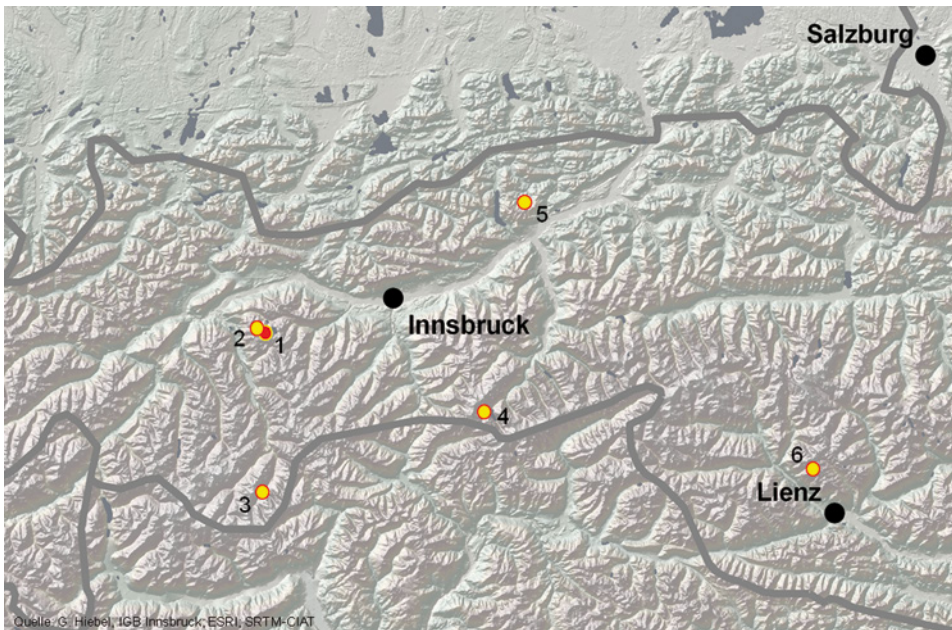 Salzburg
5
Innsbruck
2
1
4
6
3
Lienz
Quelle: G. Hiebel, IGB Innsbruck, ESRI, SRTM-CIAT